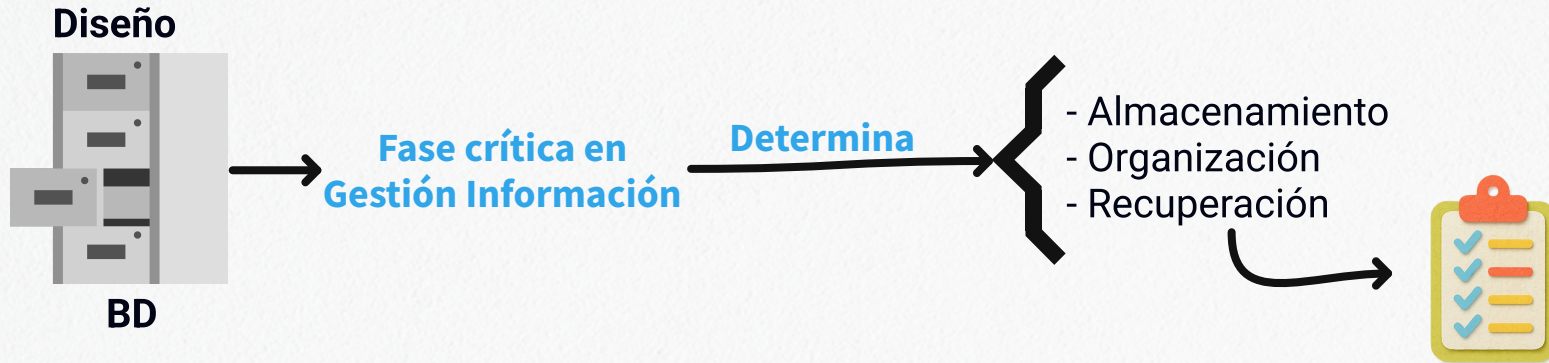 Diseño
BD
Fase crítica en
Gestión Información
Determina
- Almacenamiento
- Organización
- Recuperación